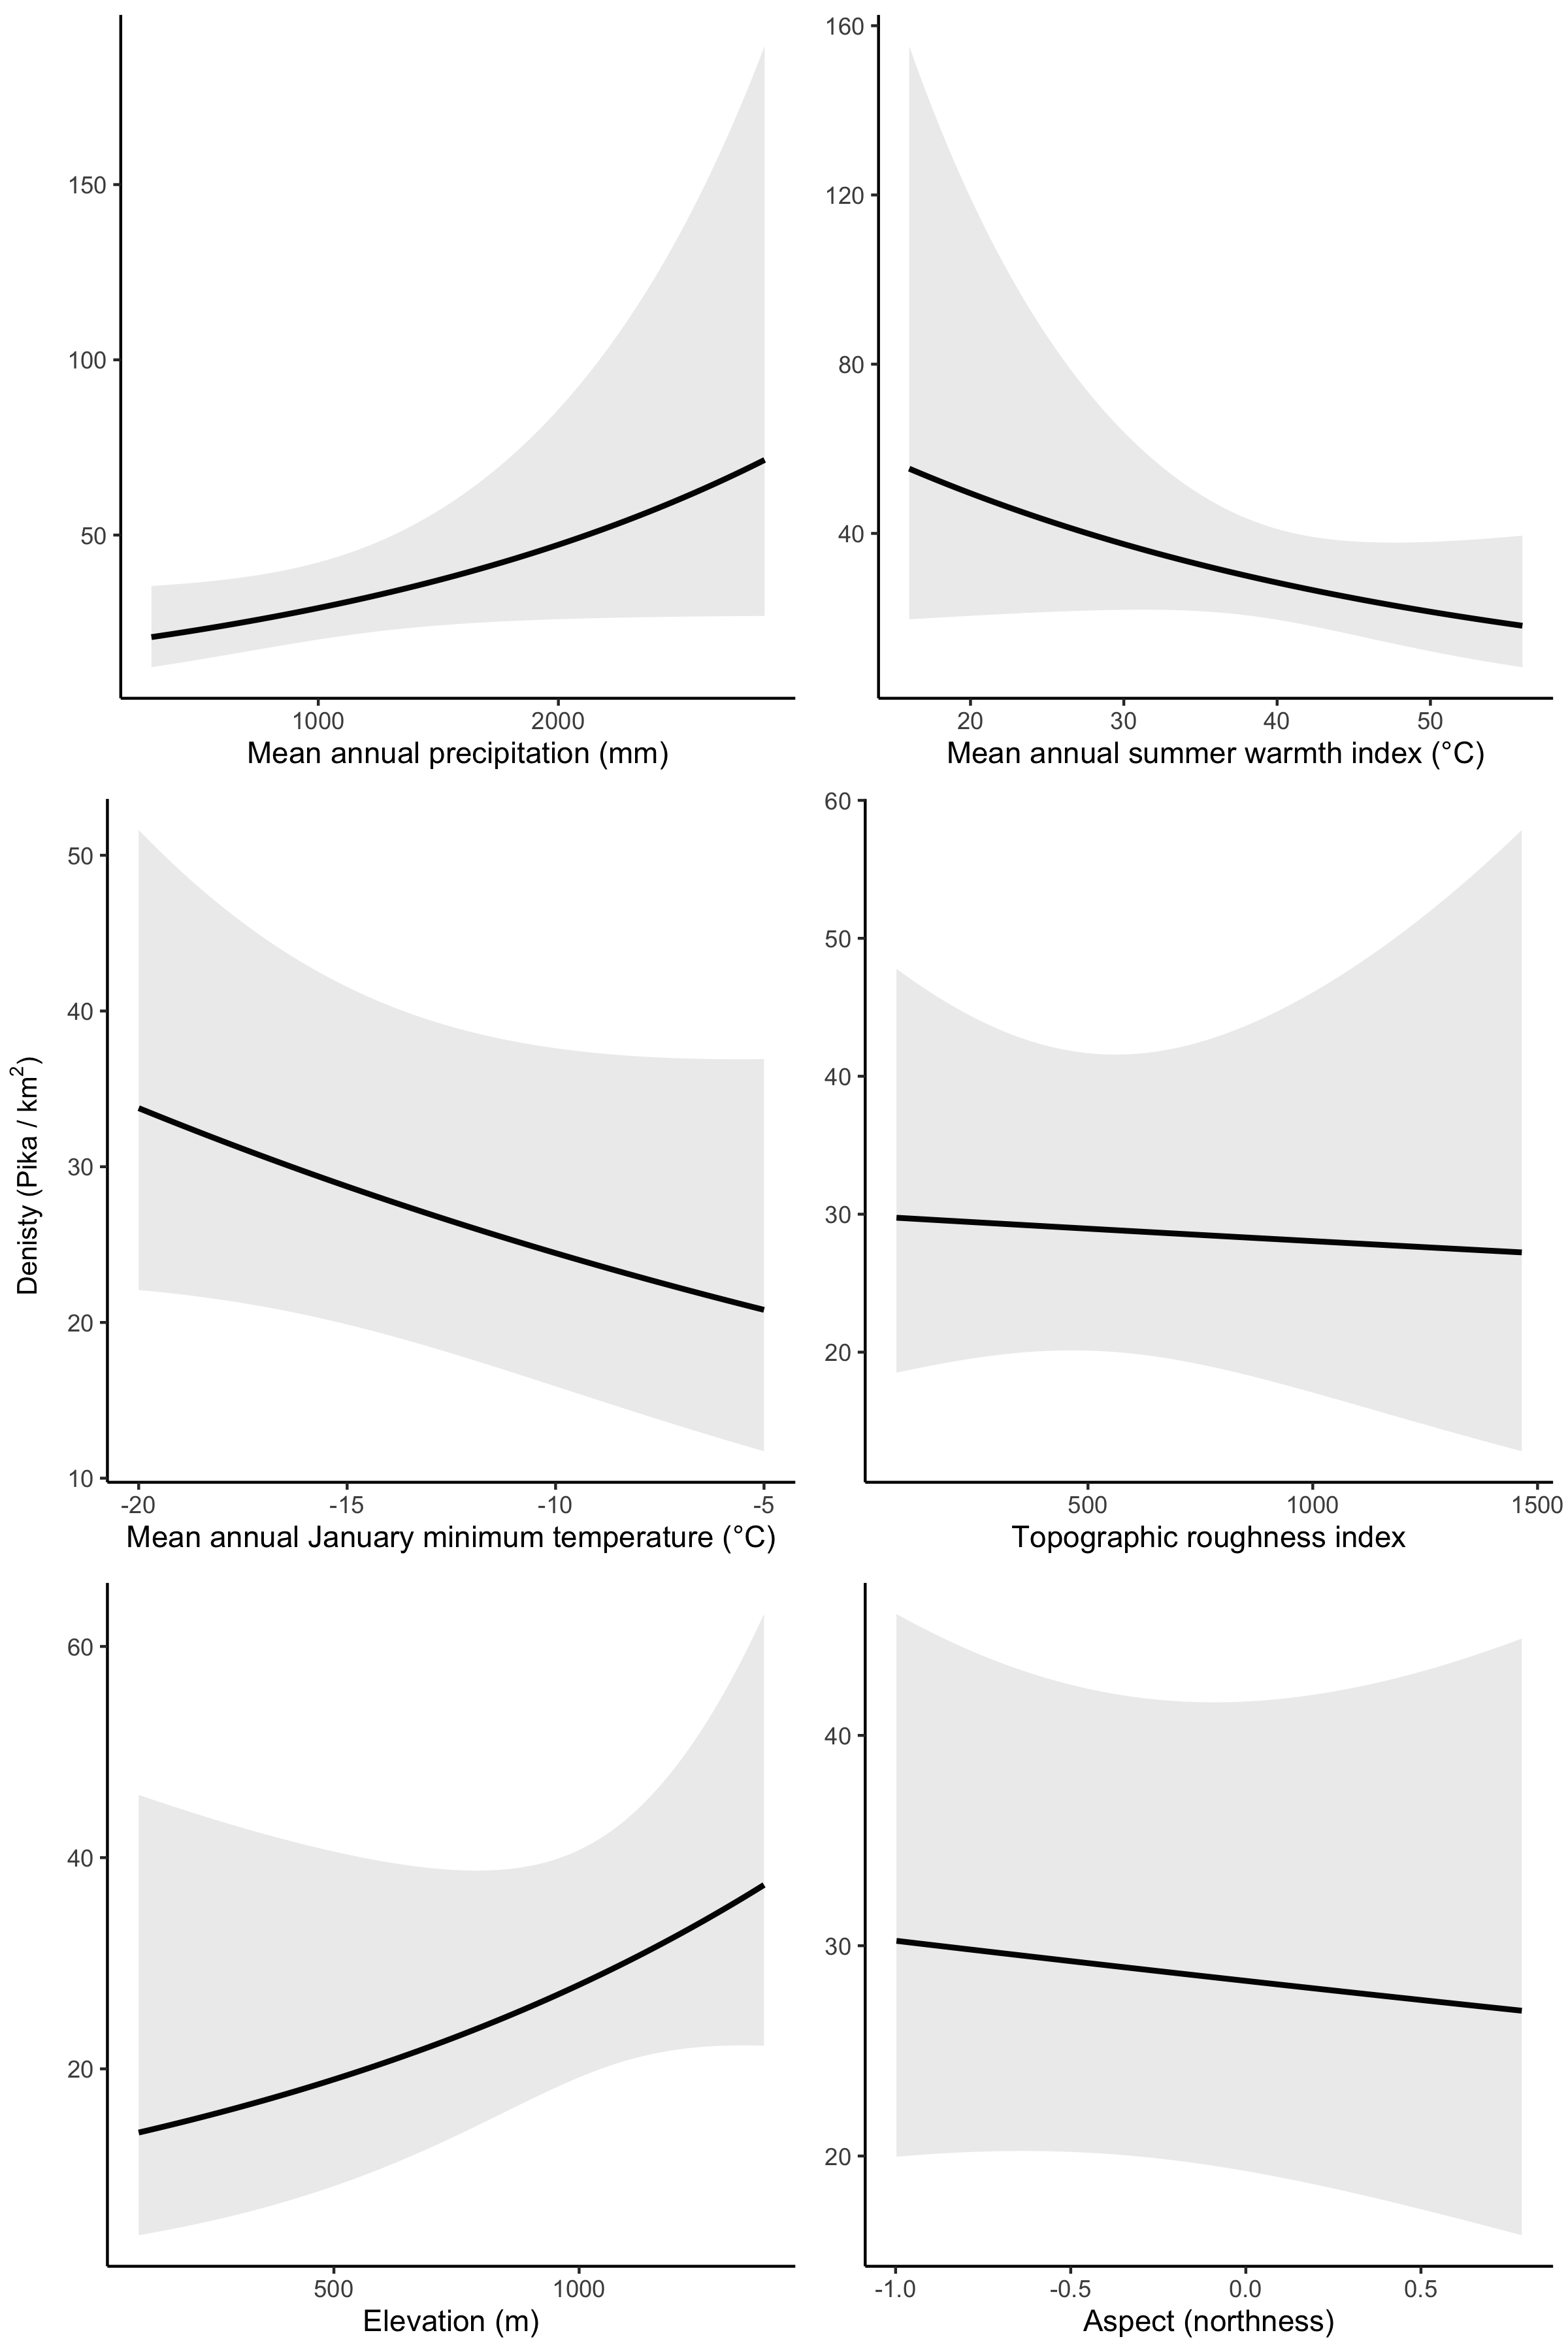 150
100
50
1000 2000
Mean annual precipitation (mm)
160
120
80
40
20 30 40 50
Mean annual summer warmth index (°C)
Denisty (Pika / km²)
50
40
30
20
10
-20 -15 -10 -5
Mean annual January minimum temperature (°C)
60
50
40
30
20
500 1000 1500
Topographic roughness index
60
40
20
500 1000
Elevation (m)
40
30
20
-1.0 -0.5 0.0 0.5
Aspect (northness)